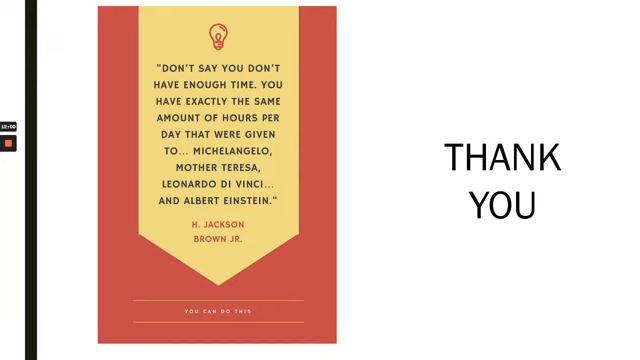 "DON'T SAY YOU DON'T
HAVE ENOUGH TIME. YOU
HAVE EXACTLY THE SAME
AMOUNT OF HOURS PER
DAY THAT WERE GIVEN
TO... MICHELANGELO,
MOTHER TERESA,
LEONARDO DI VINCI...
AND ALBERT EINSTEIN."
H. JACKSON
BROWN JR.
YOU CAN DO THIS
THANK
YOU
12:00